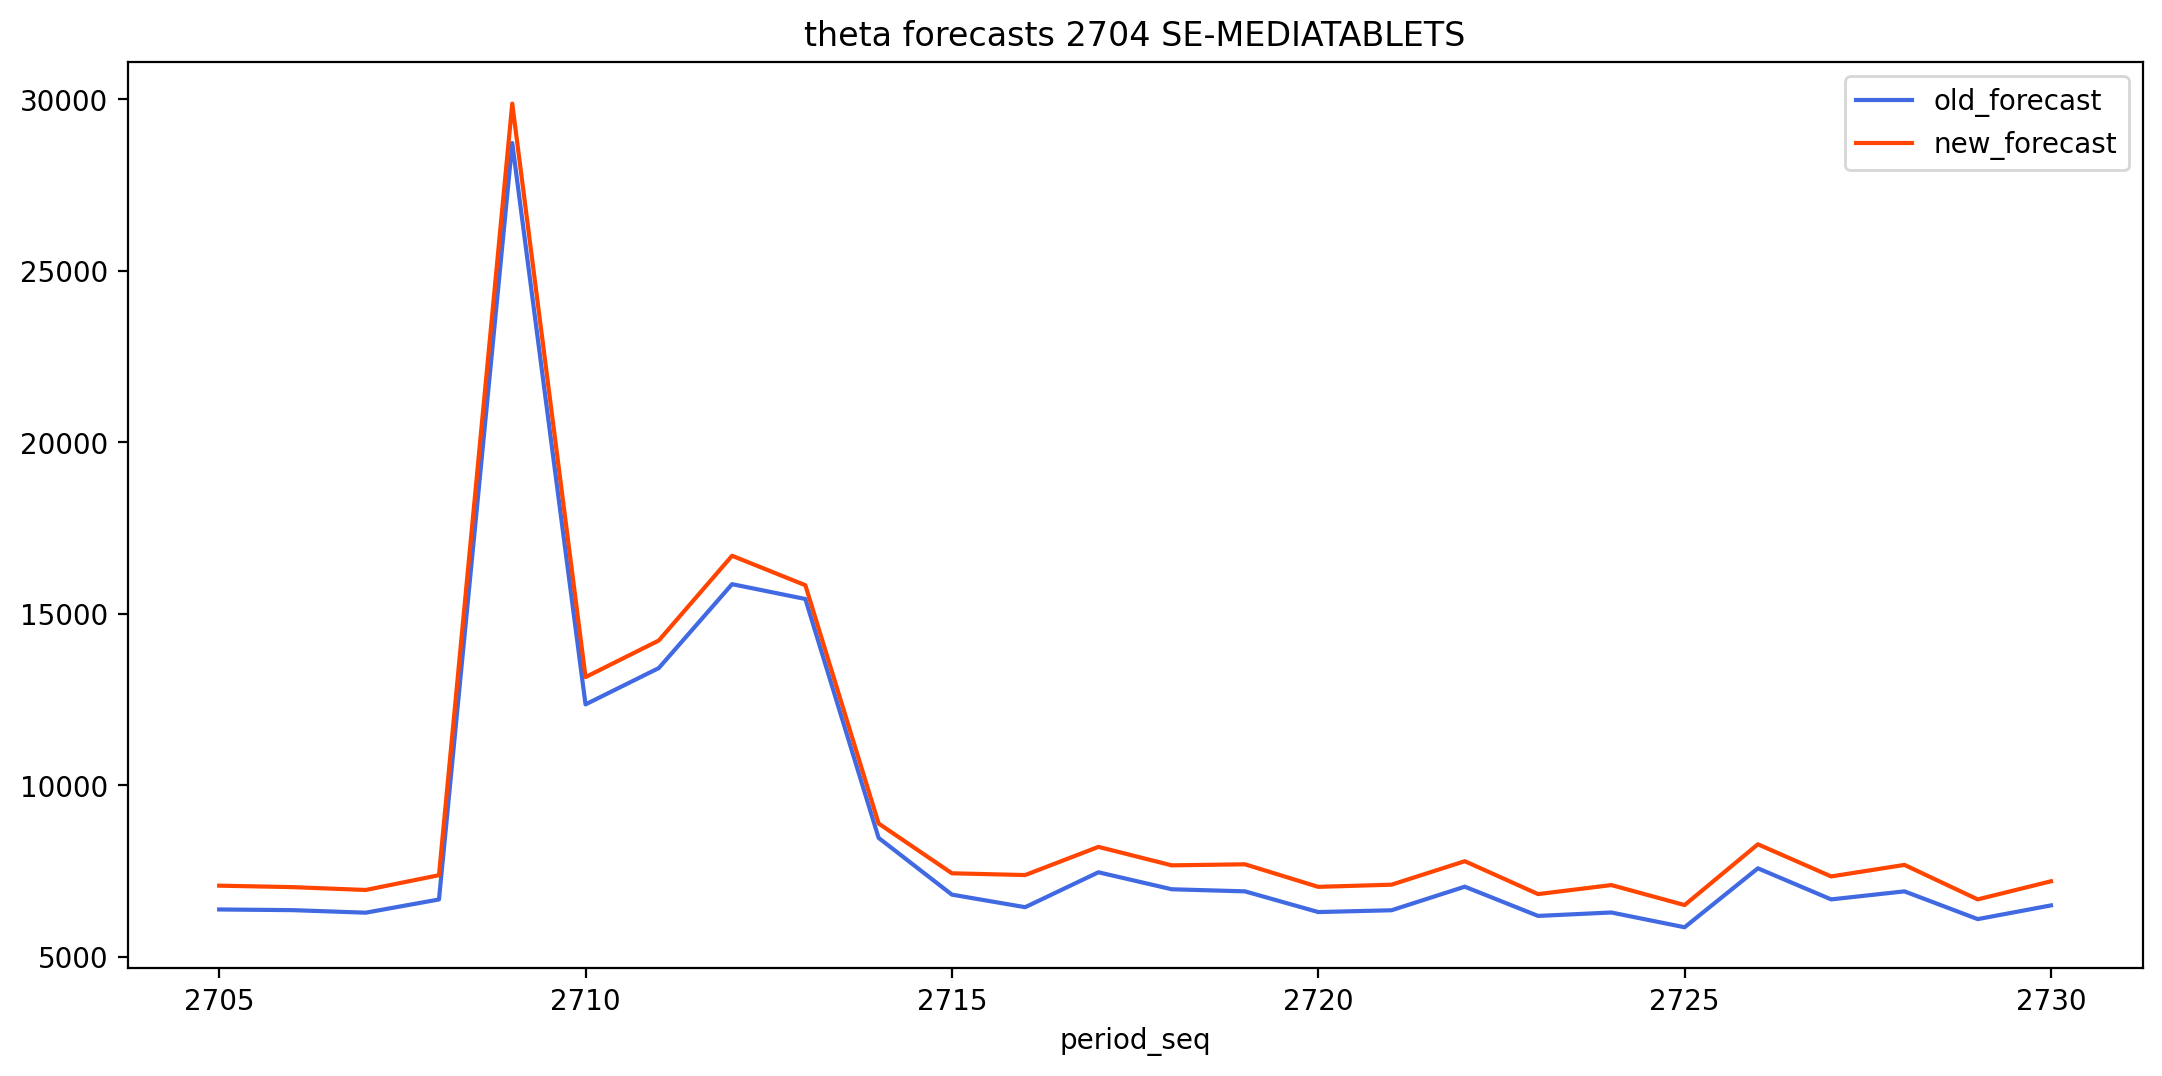 theta forecasts 2704 SE-MEDIATABLETS
old_forecast
new_forecast
30000
25000
20000
15000
10000
5000
2705 2710 2715 2720 2725 2730
period_seq